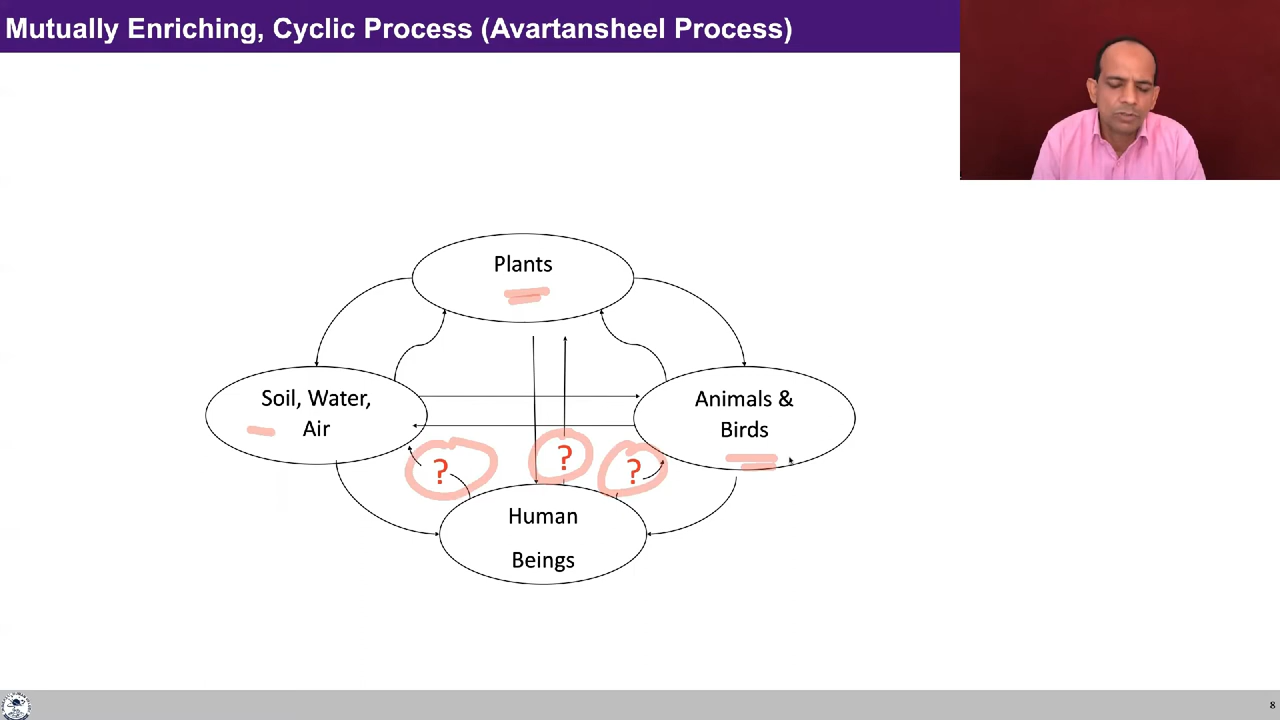 Mutually Enriching, Cyclic Process (Avartansheel Process)
Plants
Soil, Water,
Air
Animals &
Birds
?
?
?
Human
Beings
8